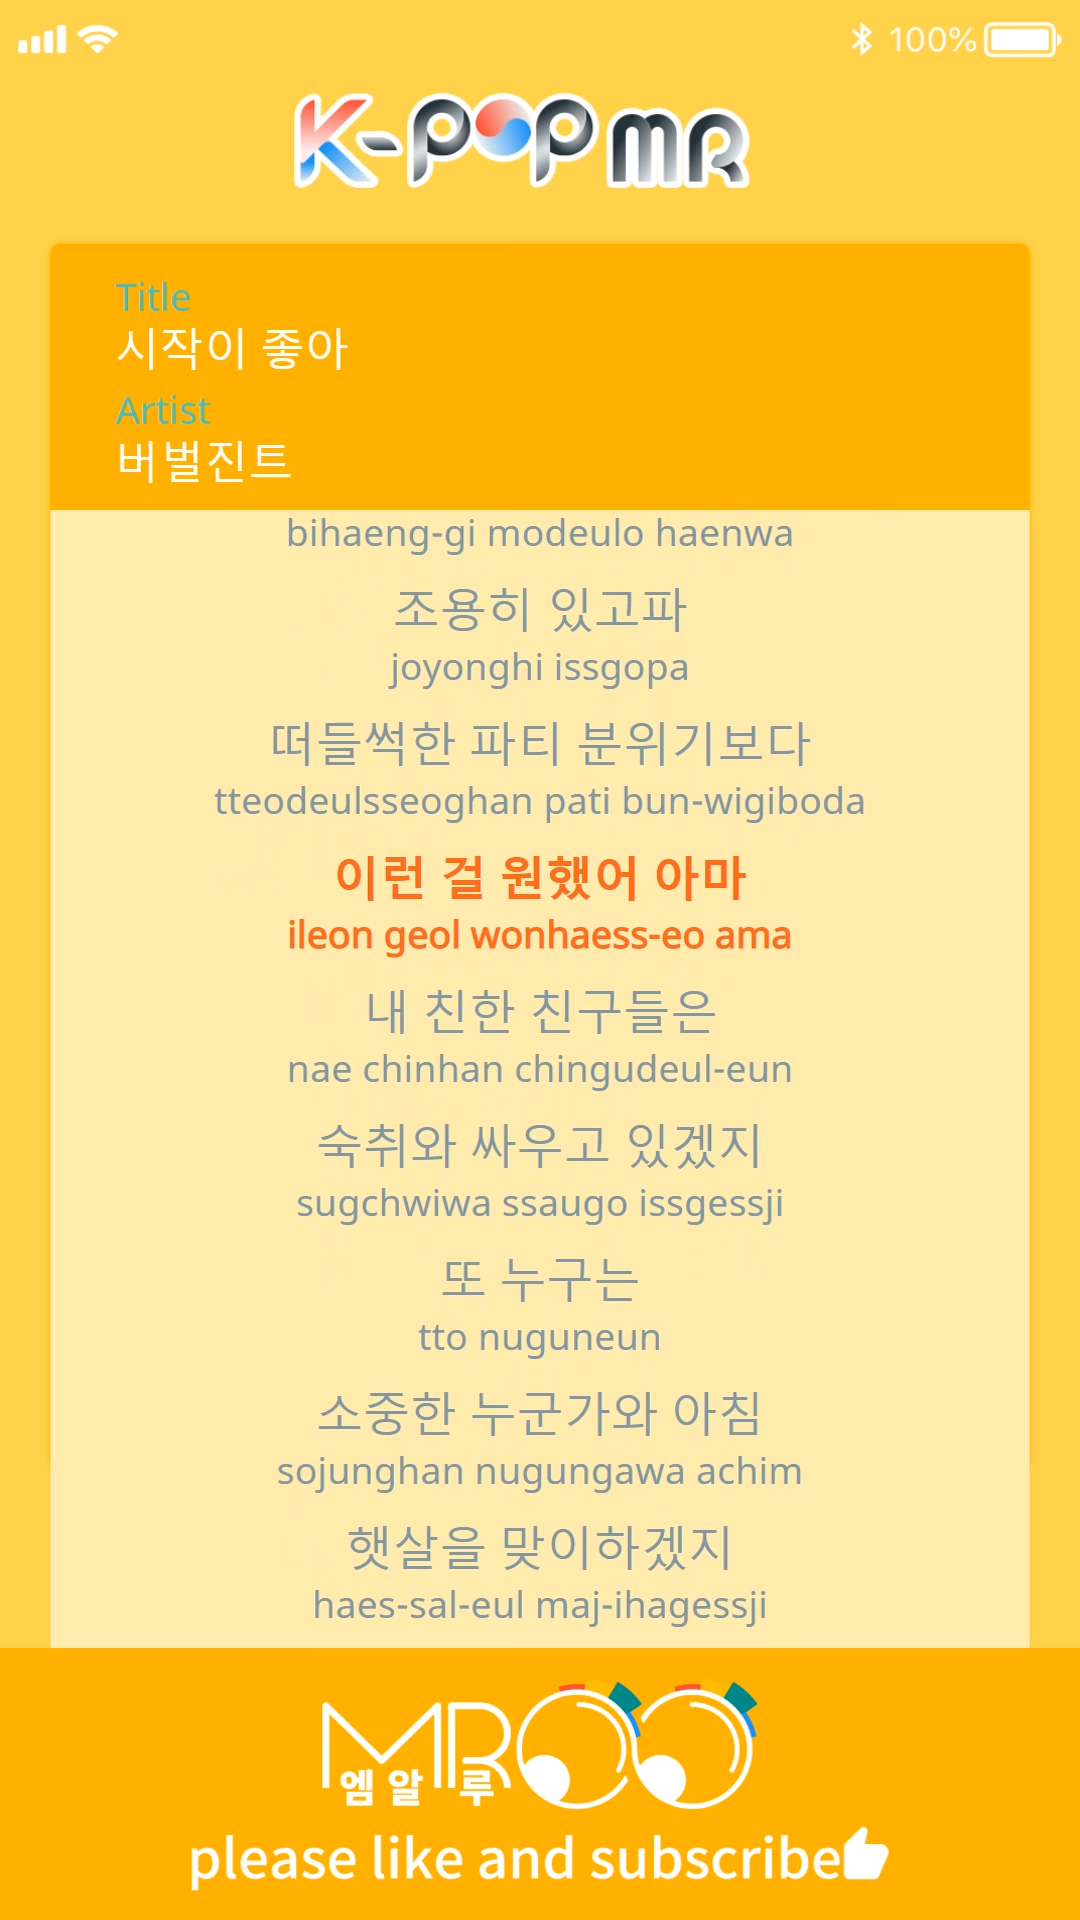 100%
K-POP MR
Title
시작이 좋아
Artist
버벌진트
bihaeng-gi modeulo haenwa
조용히 있고파
joyonghi issgopa
떠들썩한 파티 분위기보다
tteodeulsseoghan pati bun-wigiboda
이런 걸 원했어 아마
ileon geol wonhaess-eo ama
내 친한 친구들은
nae chinhan chingudeul-eun
숙취와 싸우고 있겠지
sugchwiwa ssaugo issgessji
또 누구는
tto nuguneun
소중한 누군가와 아침
sojunghan nugungawa achim
햇살을 맞이하겠지
haes-sal-eul maj-ihagessji
MROO
엠알루
please like and subscribe